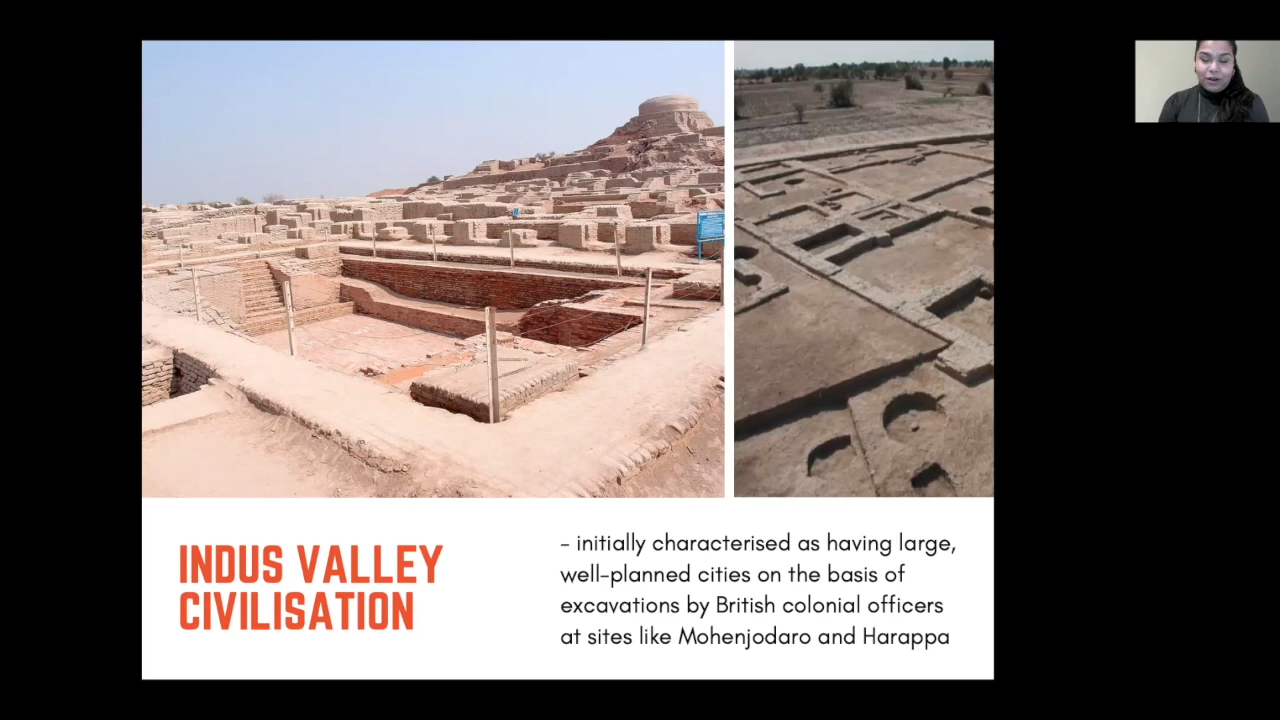 INDUS VALLEY
CIVILISATION
- initially characterised as having large,
well-planned cities on the basis of
excavations by British colonial officers
at sites like Mohenjodaro and Harappa